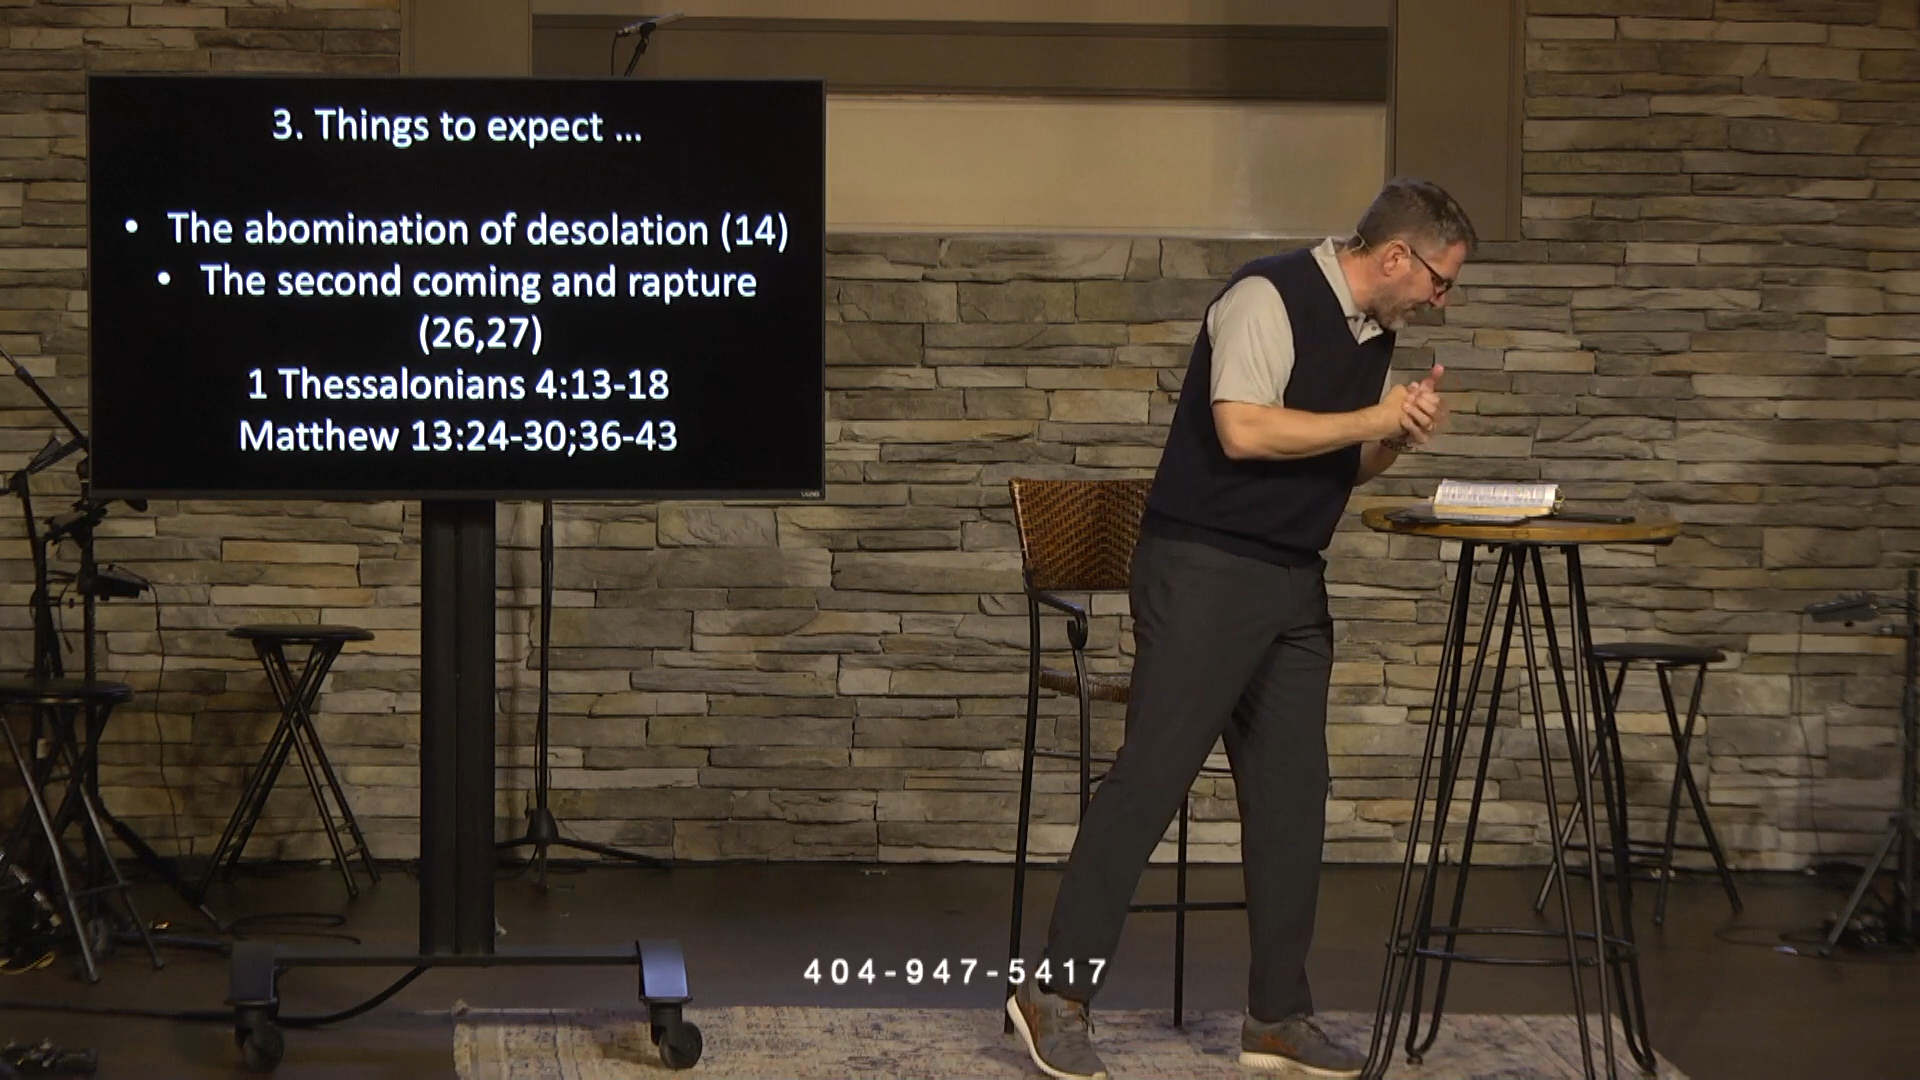 3. Things to expect ...
• The abomination of desolation (14)
• The second coming and rapture
(26,27)
1 Thessalonians 4:13-18
Matthew 13:24-30;36-43
VIZIO
404-947-5417